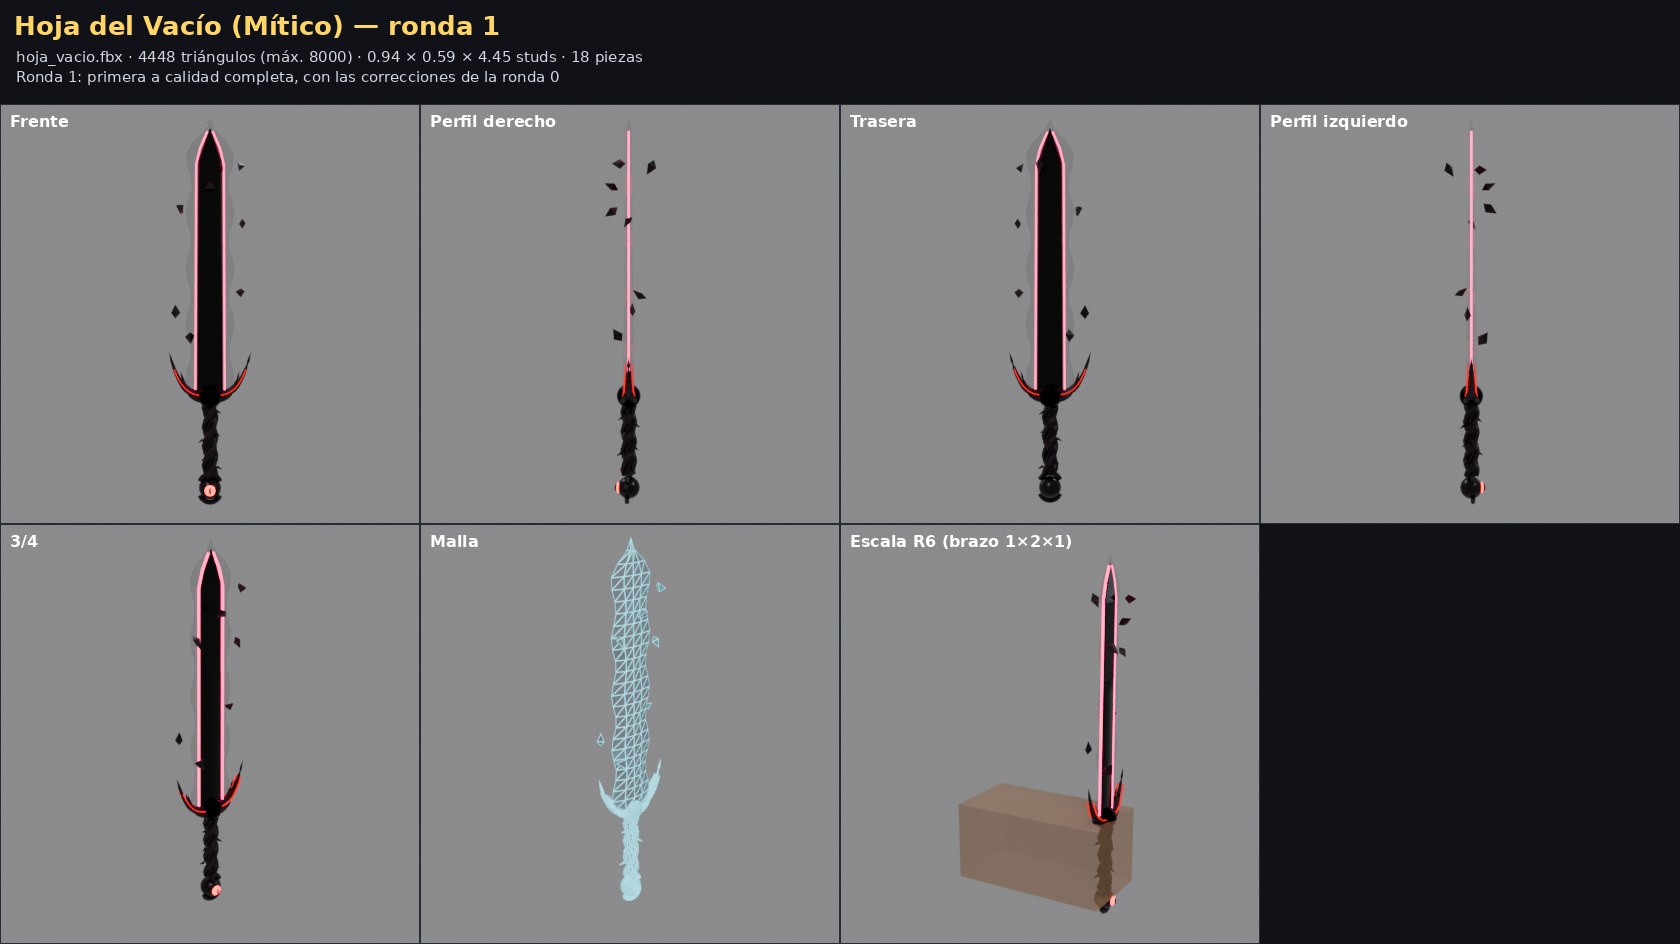 Hoja del Vacío (Mítico) — ronda 1
hoja_vacio.fbx · 4448 triángulos (máx. 8000) · 0.94 × 0.59 × 4.45 studs · 18 piezas
Ronda 1: primera a calidad completa, con las correcciones de la ronda 0
Frente
Perfil derecho
Trasera
Perfil izquierdo
3/4
Malla
Escala R6 (brazo 1×2×1)